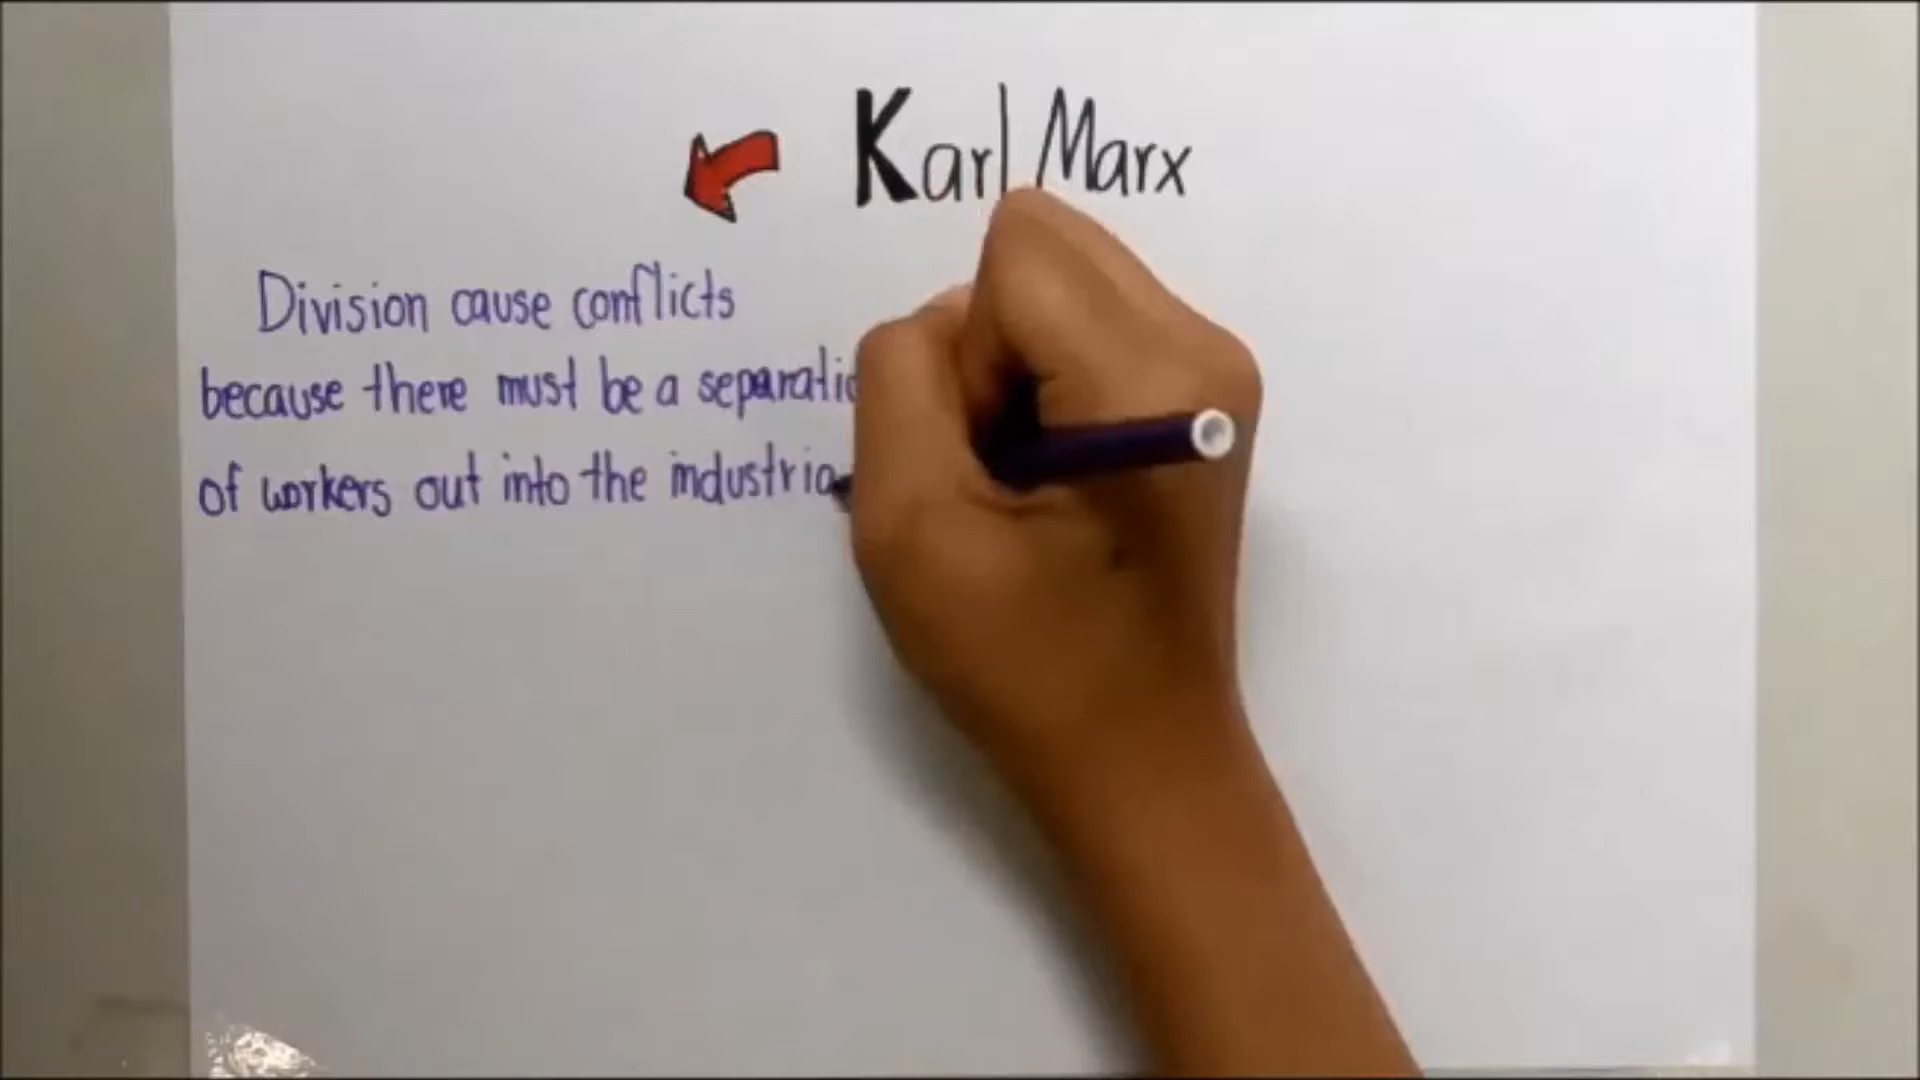 Karl Marx
Division cause conflicts
because there must be a
of workers out into the